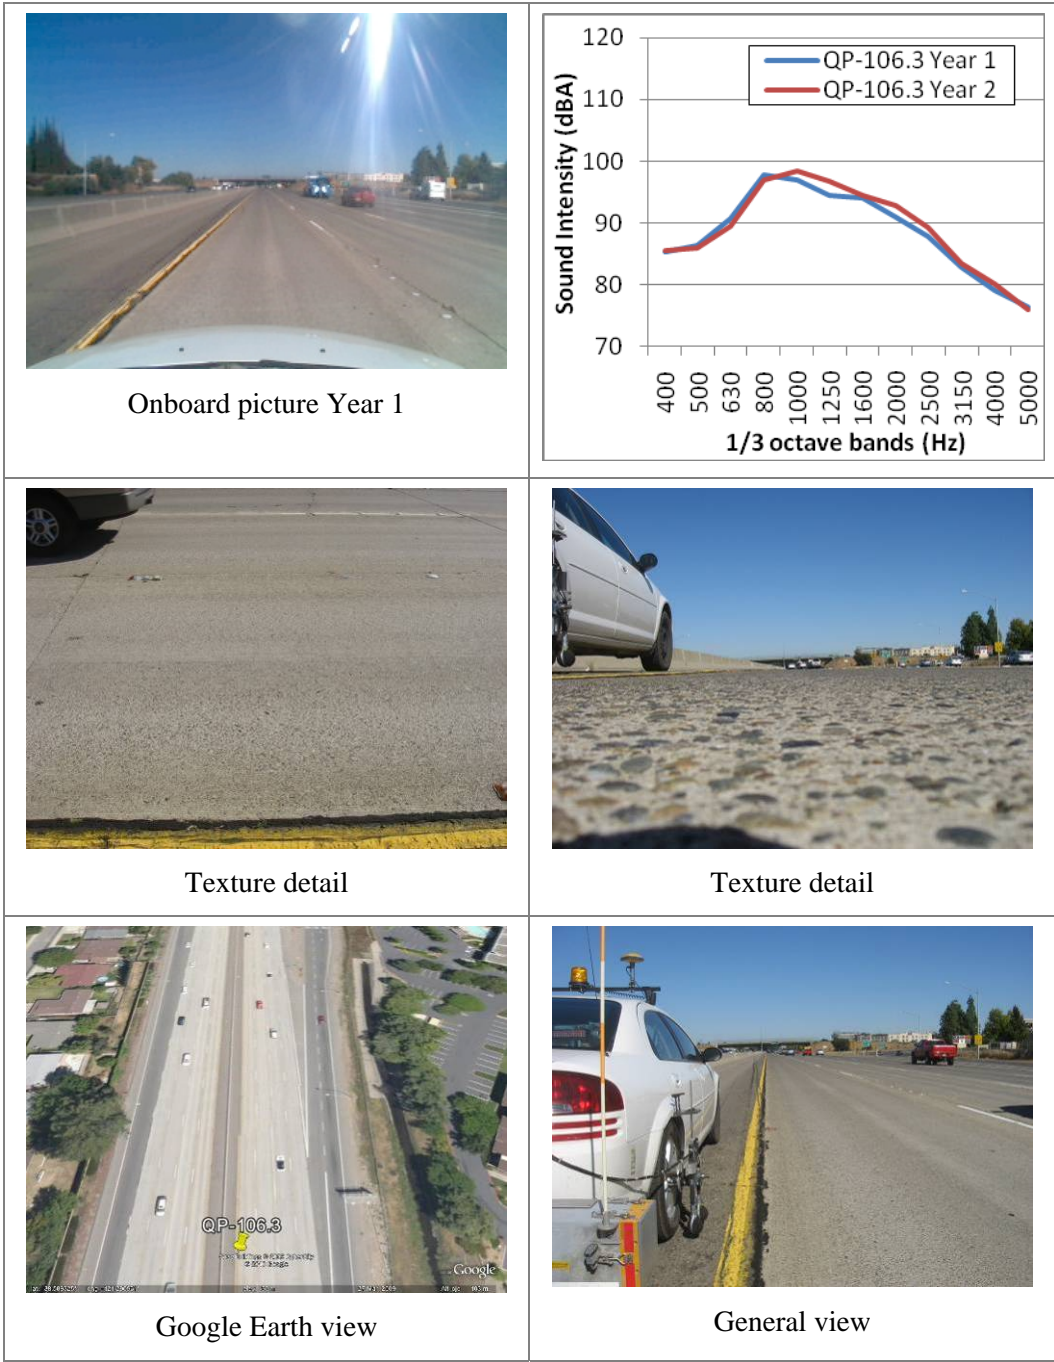 Onboard picture Year 1
120
110
100
90
80
70
Sound Intensity (dBA)
QP-106.3 Year 1
QP-106.3 Year 2
400
500
630
800
1000
1250
1600
2000
2500
3150
4000
5000
1/3 octave bands (Hz)
Texture detail
Texture detail
QP-106.3
Google
Google Earth view
General view